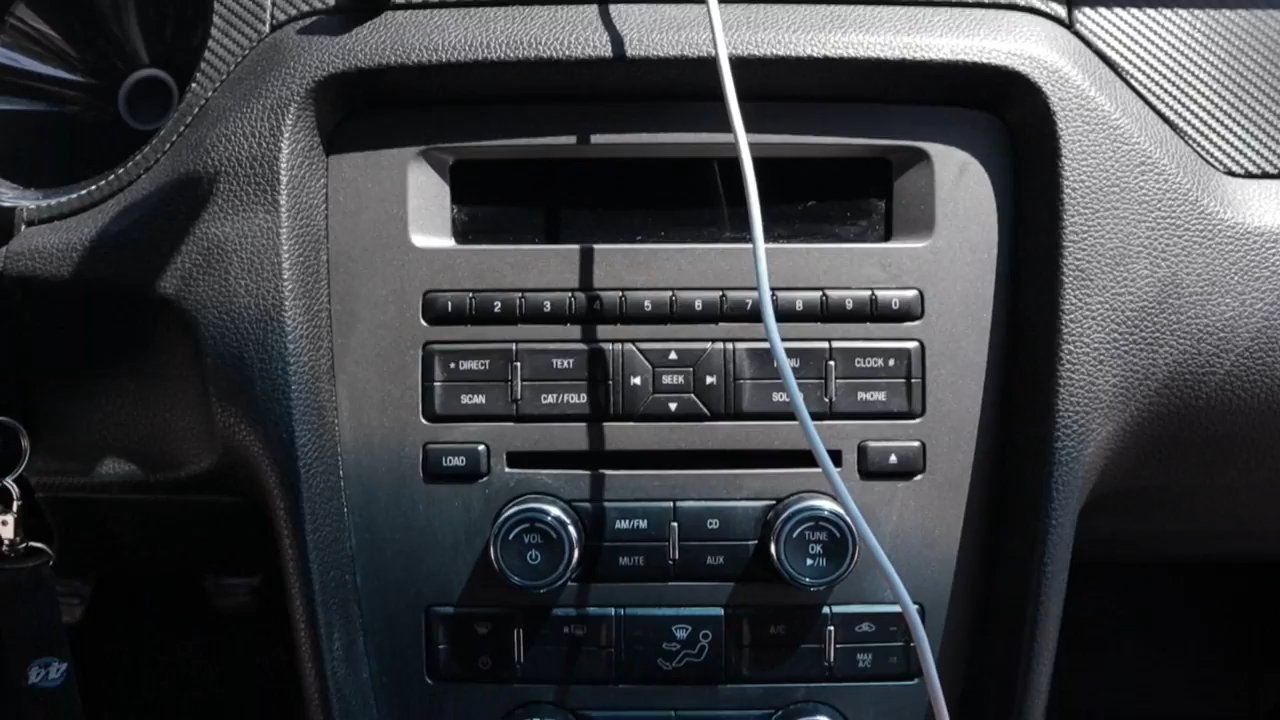 1 2 3 4 5 6 7 8 9 0
* DIRECT TEXT CLOCK #
SEEK
SCAN CAT/FOLD PHONE
LOAD
VOL
AM/FM CD
TUNE
OK
MUTE AUX
R
A/C
MAX
A/C